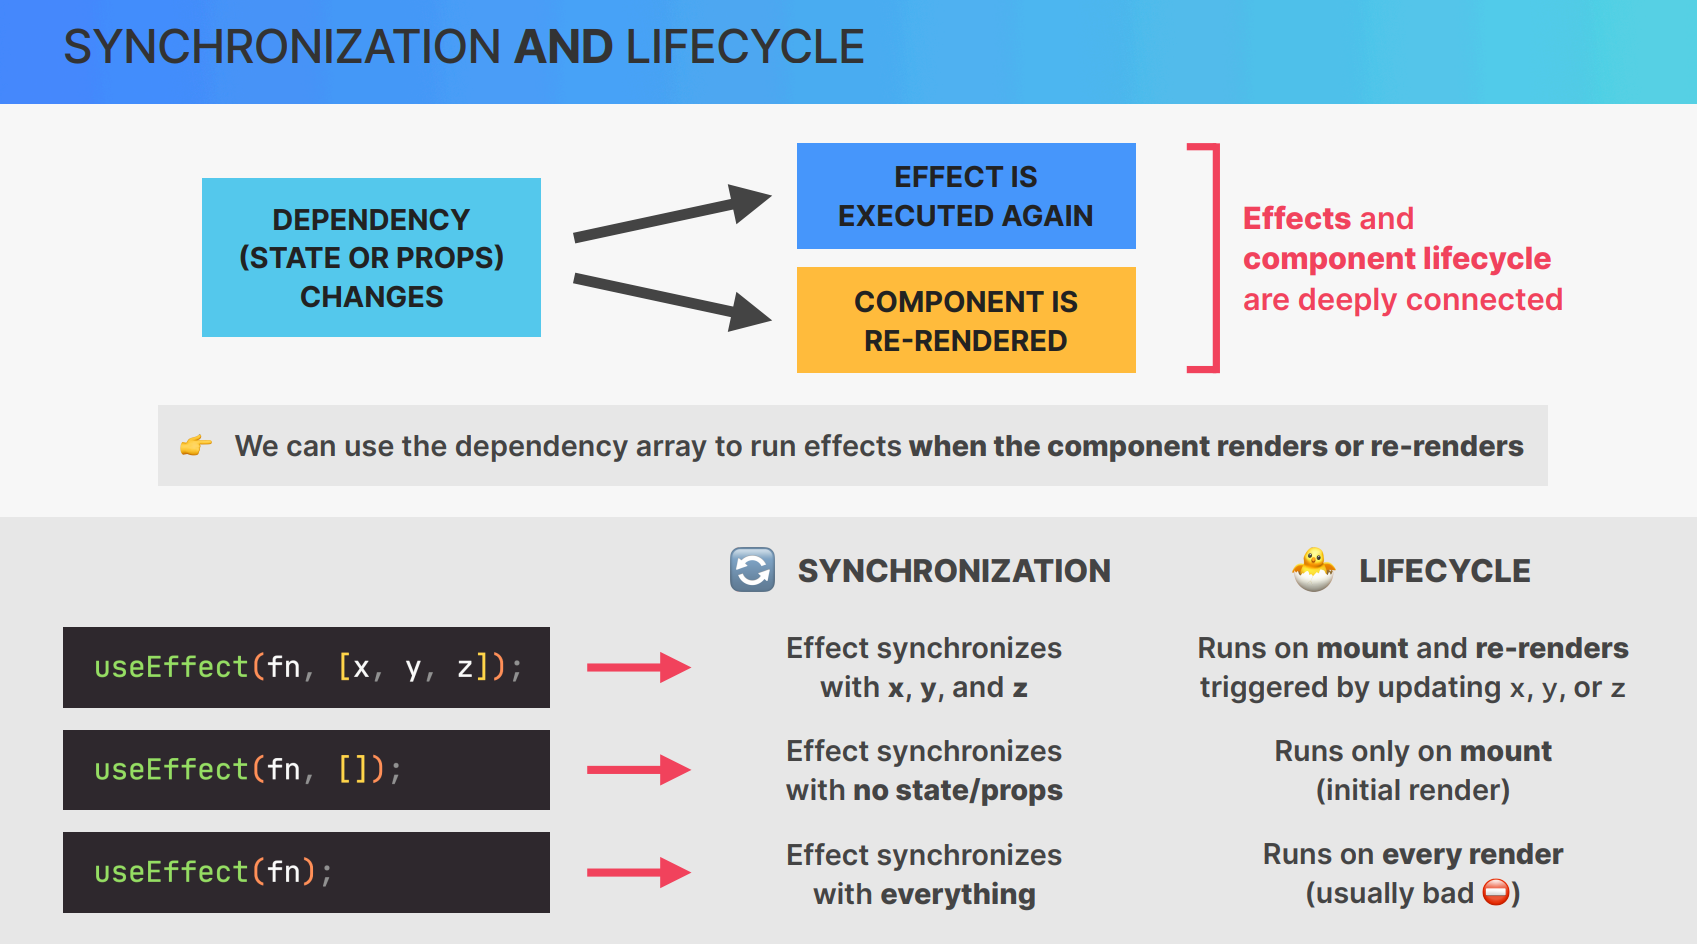 SYNCHRONIZATION AND LIFECYCLE
DEPENDENCY
(STATE OR PROPS)
CHANGES
EFFECT IS
EXECUTED AGAIN
COMPONENT IS
RE-RENDERED
Effects and
component lifecycle
are deeply connected
👉 We can use the dependency array to run effects when the component renders or re-renders
🔄 SYNCHRONIZATION
🐣 LIFECYCLE
useEffect(fn, [x, y, z]);
Effect synchronizes
with x, y, and z
Runs on mount and re-renders
triggered by updating x, y, or z
useEffect(fn, []);
Effect synchronizes
with no state/props
Runs only on mount
(initial render)
useEffect(fn);
Effect synchronizes
with everything
Runs on every render
(usually bad ⛔)